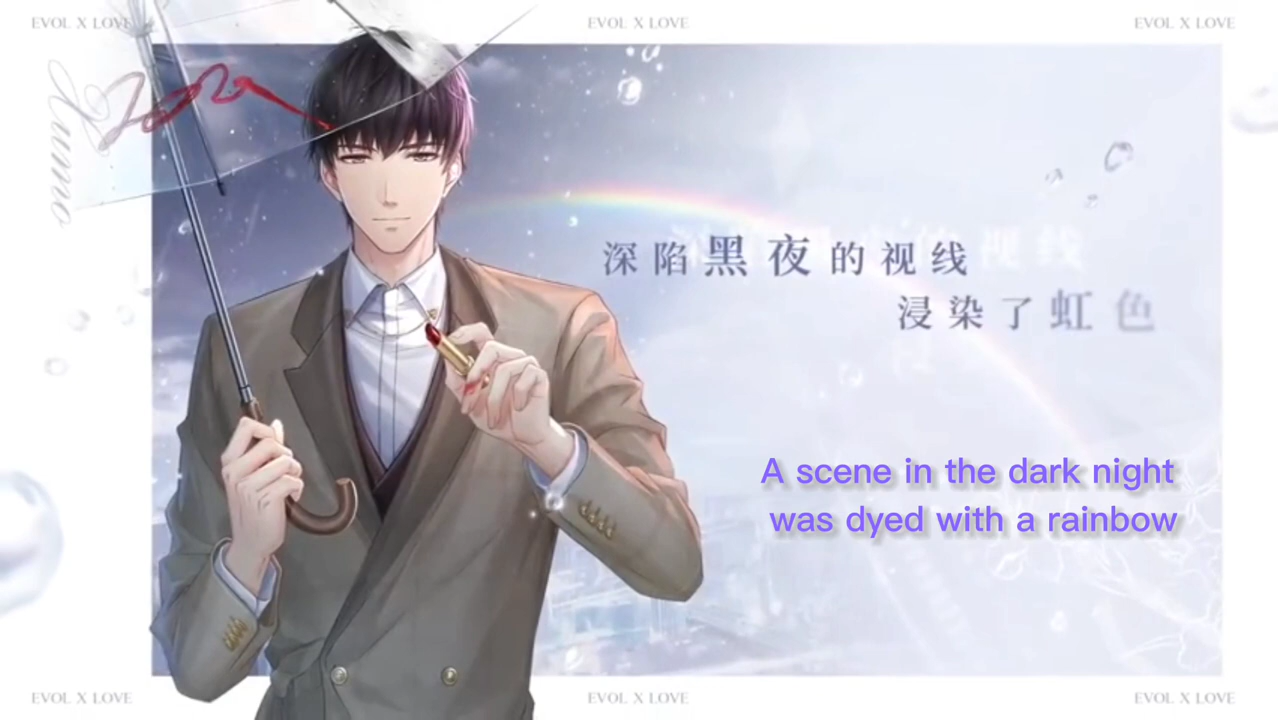 EVOL X LOVE
EVOL X LOVE
EVOL X LOVE
深陷黑夜的视线
浸染了虹色
A scene in the dark night
was dyed with a rainbow
EVOL X LOVE
EVOL X LOVE
EVOL X LOVE